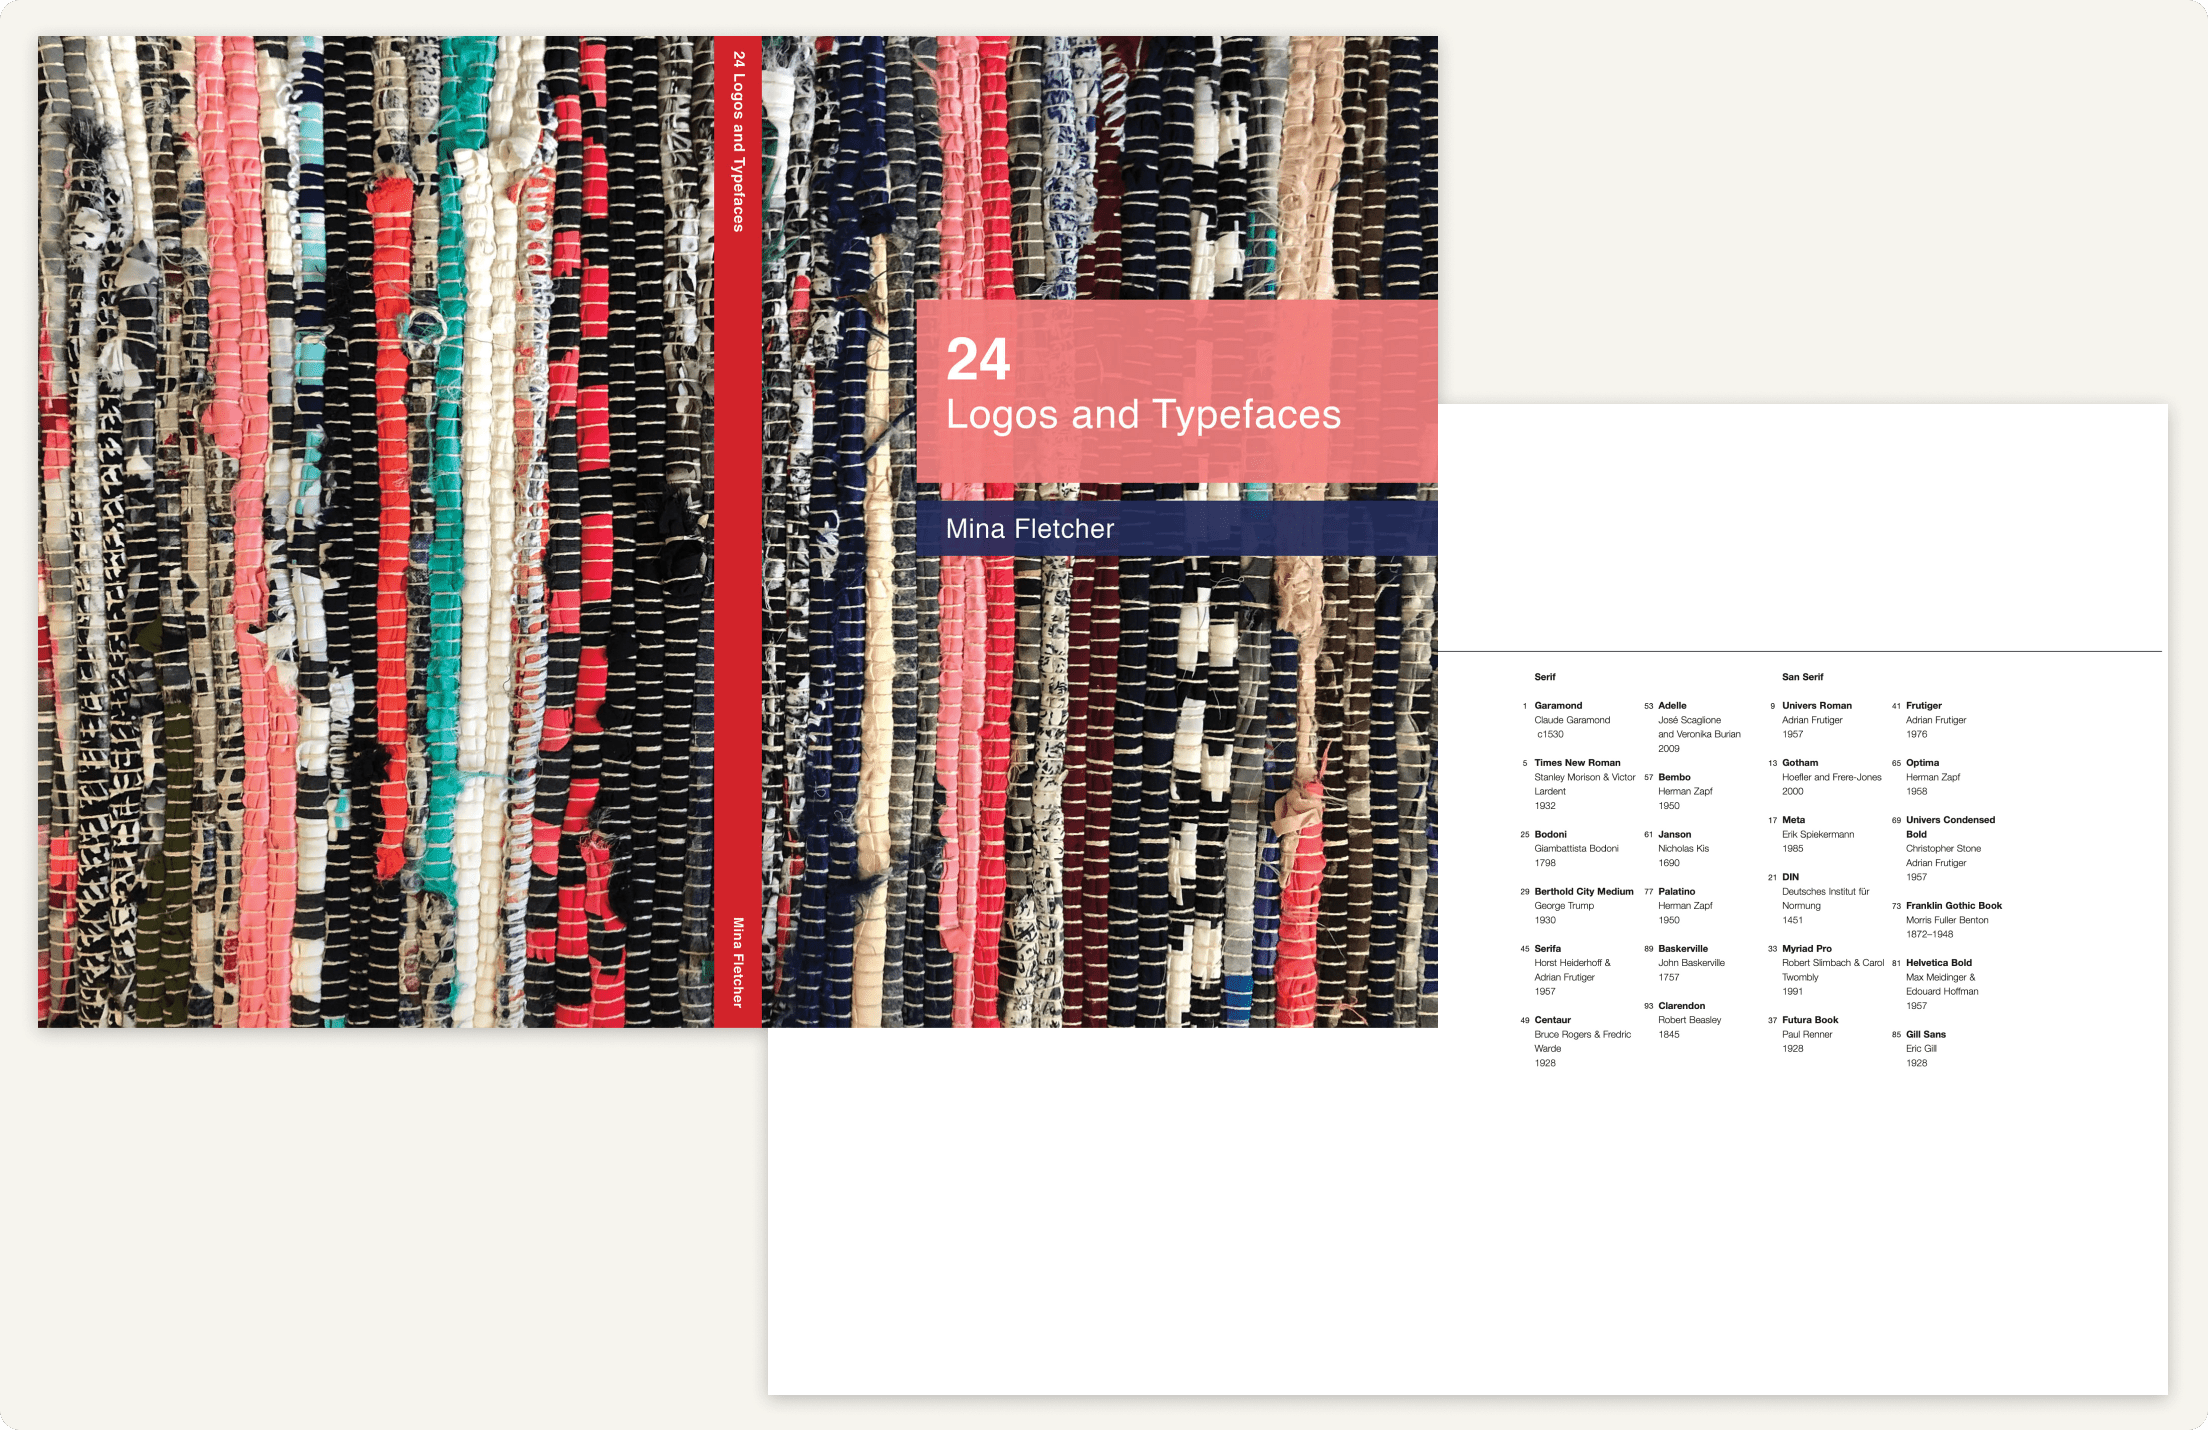 24 Logos and Typefaces
Mina Fletcher
24
Logos and Typefaces
Mina Fletcher
Serif
1 Garamond
Claude Garamond
c1530
5 Times New Roman
Stanley Morison & Victor
Lardent
1932
25 Bodoni
Giambattista Bodoni
1798
29 Berthold City Medium
George Trump
1930
45 Serifa
Horst Heiderhoff &
Adrian Frutiger
1957
49 Centaur
Bruce Rogers & Fredric
Warde
1928
53 Adelle
José Scaglione
and Veronika Burian
2009
57 Bembo
Herman Zapf
1950
61 Janson
Nicholas Kis
1690
77 Palatino
Herman Zapf
1950
89 Baskerville
John Baskerville
1757
93 Clarendon
Robert Beasley
1845
San Serif
9 Univers Roman
Adrian Frutiger
1957
13 Gotham
Hoefler and Frere-Jones
2000
17 Meta
Erik Spiekermann
1985
21 DIN
Deutsches Institut für
Normung
1451
33 Myriad Pro
Robert Slimbach & Carol
Twombly
1991
37 Futura Book
Paul Renner
1928
41 Frutiger
Adrian Frutiger
1976
65 Optima
Herman Zapf
1958
69 Univers Condensed
Bold
Christopher Stone
Adrian Frutiger
1957
73 Franklin Gothic Book
Morris Fuller Benton
1872–1948
81 Helvetica Bold
Max Meidinger &
Edouard Hoffman
1957
85 Gill Sans
Eric Gill
1928